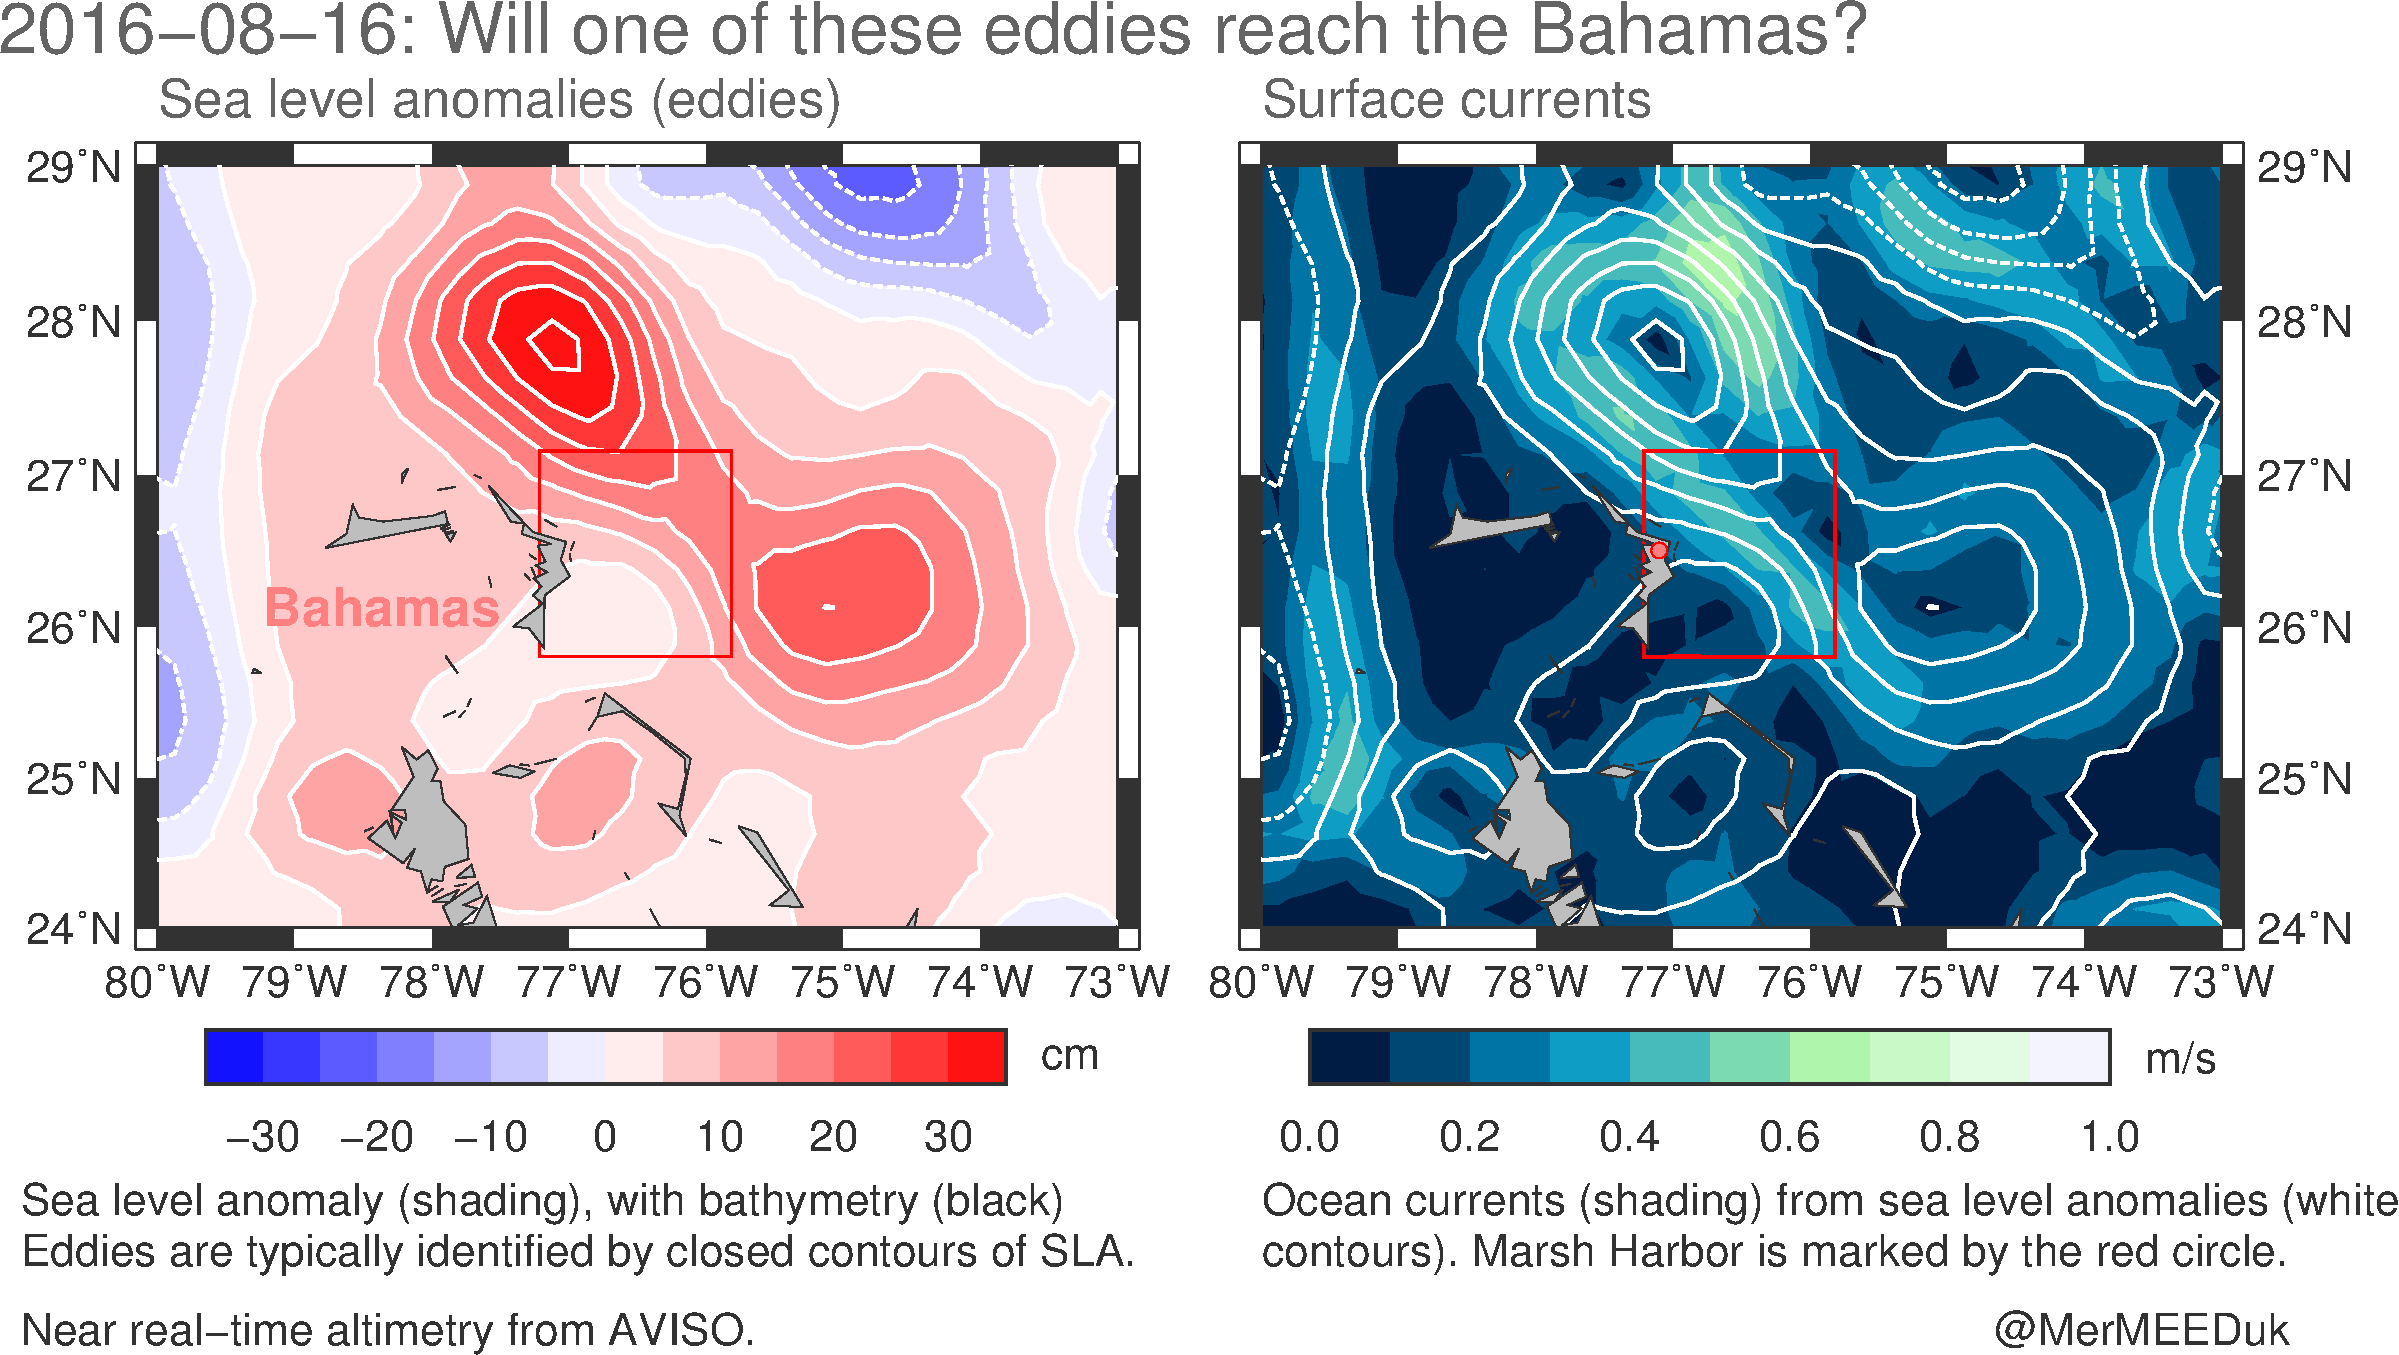 2016−08−16: Will one of these eddies reach the Bahamas?
Sea level anomalies (eddies)
29˚N
28˚N
27˚N
26˚N
25˚N
24˚N
Bahamas
80˚W 79˚W 78˚W 77˚W 76˚W 75˚W 74˚W 73˚W
cm
−30 −20 −10 0 10 20 30
Sea level anomaly (shading), with bathymetry (black)
Eddies are typically identified by closed contours of SLA.
Near real−time altimetry from AVISO.
Surface currents
29˚N
28˚N
27˚N
26˚N
25˚N
24˚N
80˚W 79˚W 78˚W 77˚W 76˚W 75˚W 74˚W 73˚W
m/s
0.0 0.2 0.4 0.6 0.8 1.0
Ocean currents (shading) from sea level anomalies (white
contours). Marsh Harbor is marked by the red circle.
@MerMEEDuk